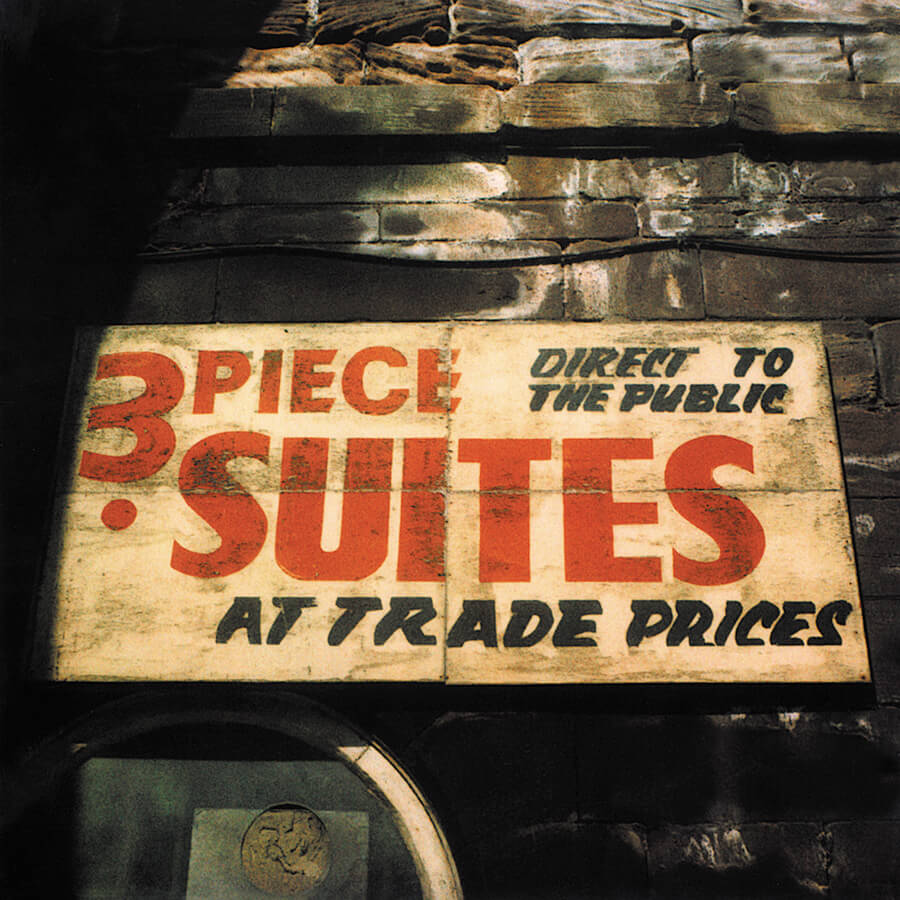 3 PIECE
SUITES
DIRECT TO
THE PUBLIC
AT TRADE PRICES